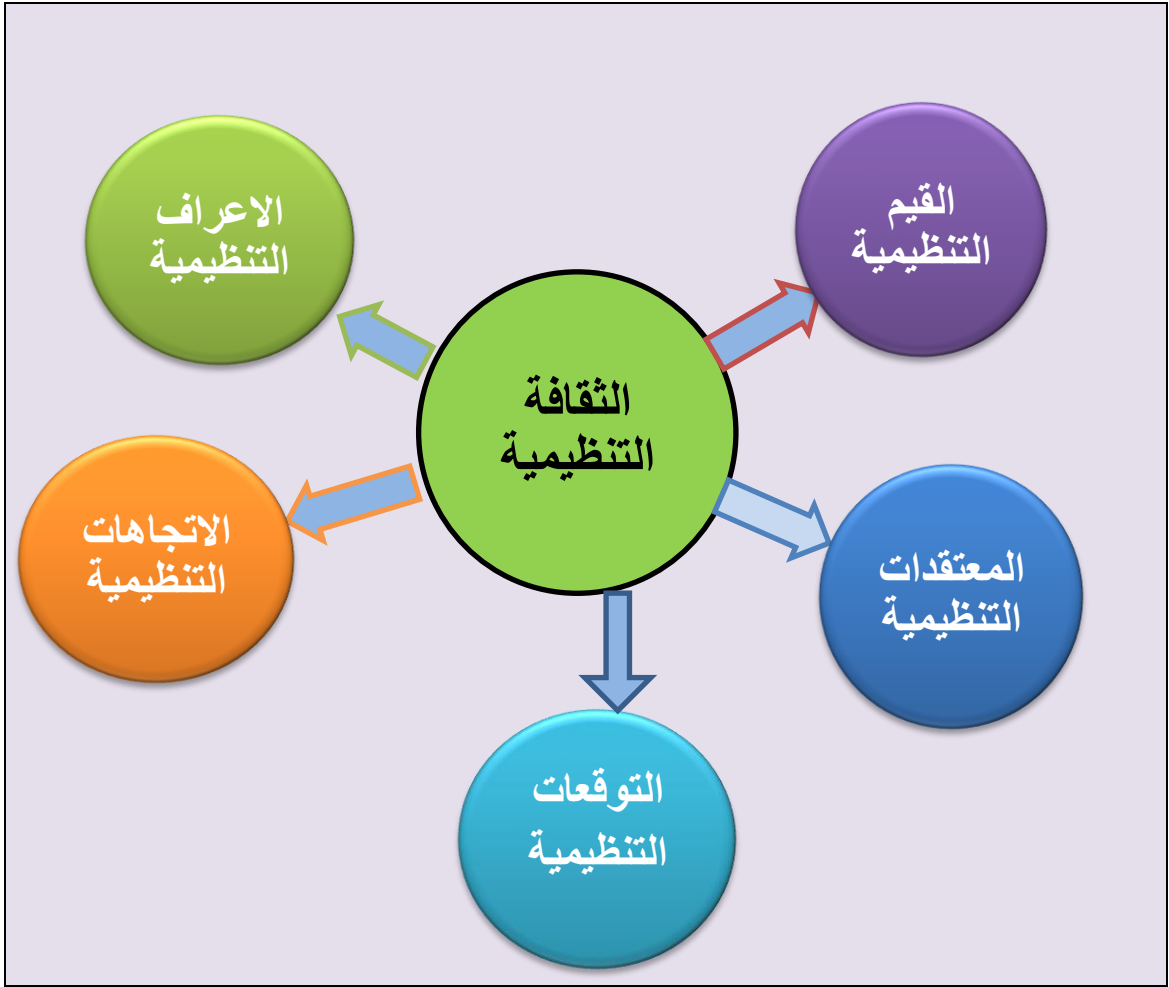 القيم
التنظيمية
الاعراف
التنظيمية
الثقافة
التنظيمية
المعتقدات
التنظيمية
الاتجاهات
التنظيمية
التوقعات
التنظيمية